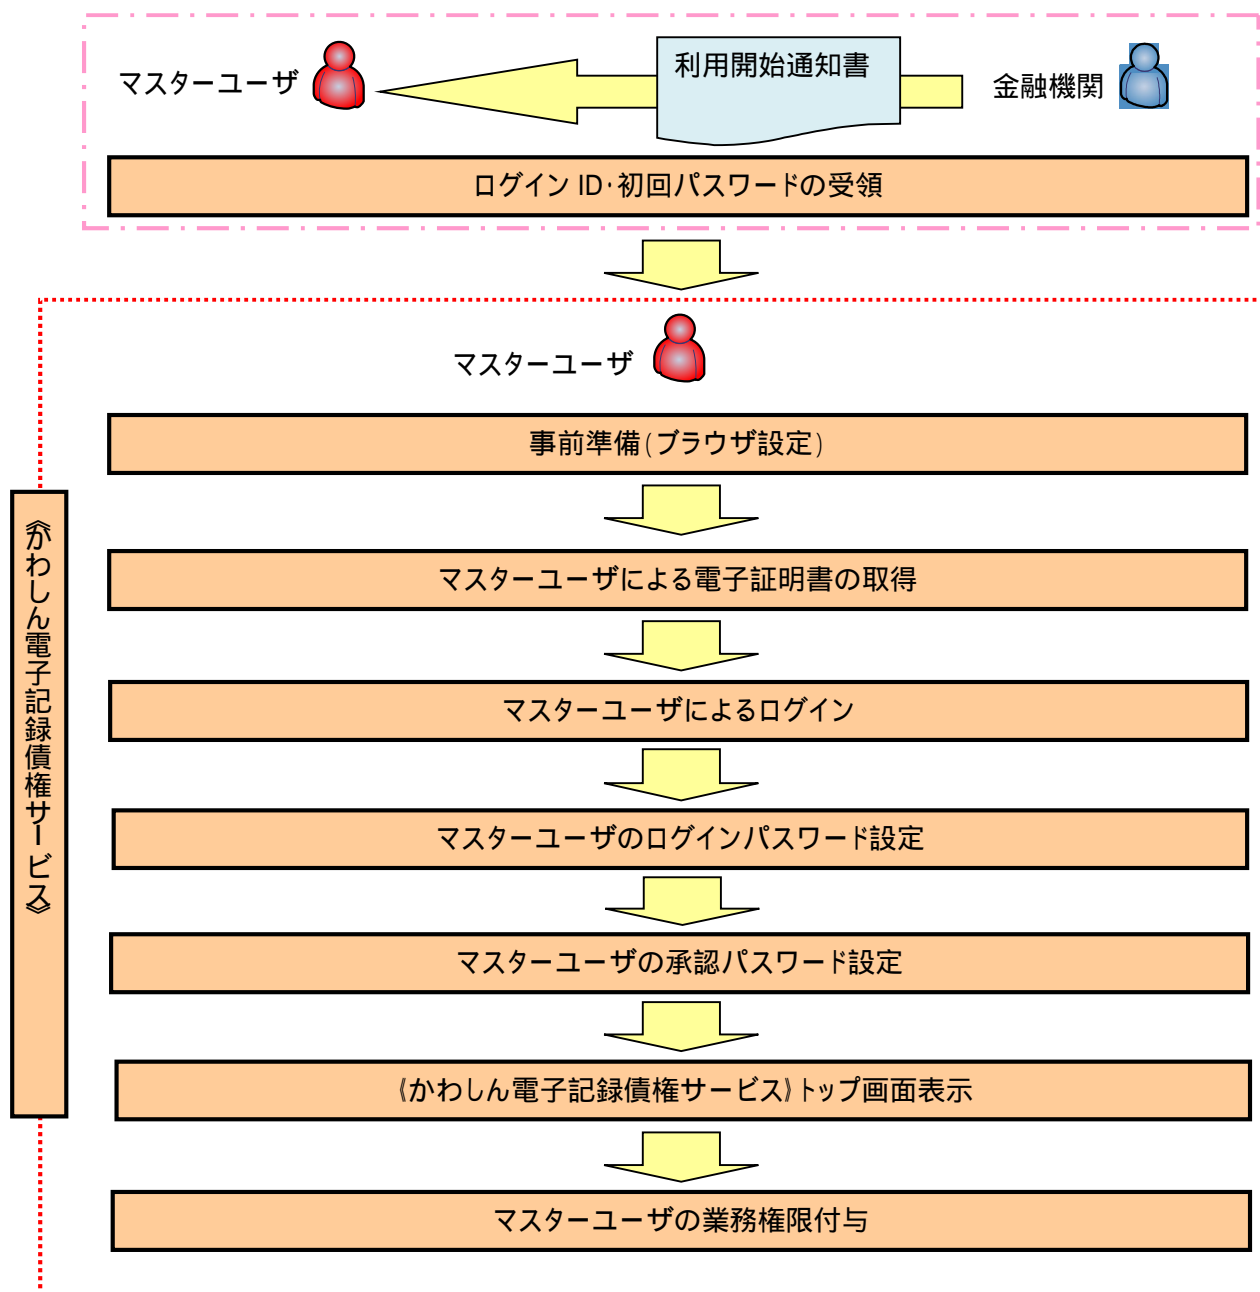 マスターユーザ
利用開始通知書
金融機関
ログイン ID・初回パスワードの受領
マスターユーザ
事前準備(ブラウザ設定)
マスターユーザによる電子証明書の取得
マスターユーザによるログイン
マスターユーザのログインパスワード設定
マスターユーザの承認パスワード設定
《かわしん電子記録債権サービス》トップ画面表示
マスターユーザの業務権限付与
《かわしん電子記録債権サービス》